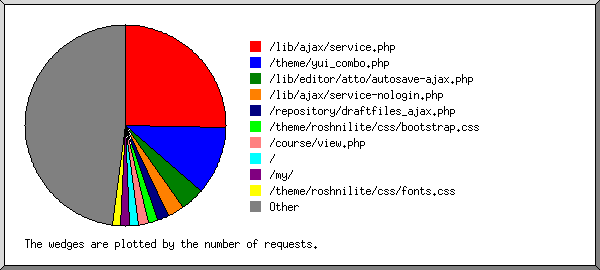 /lib/ajax/service.php
/theme/yui_combo.php
/lib/editor/atto/autosave-ajax.php
/lib/ajax/service-nologin.php
/repository/draftfiles_ajax.php
/theme/roshnilite/css/bootstrap.css
/course/view.php
/
/my/
/theme/roshnilite/css/fonts.css
Other
The wedges are plotted by the number of requests.